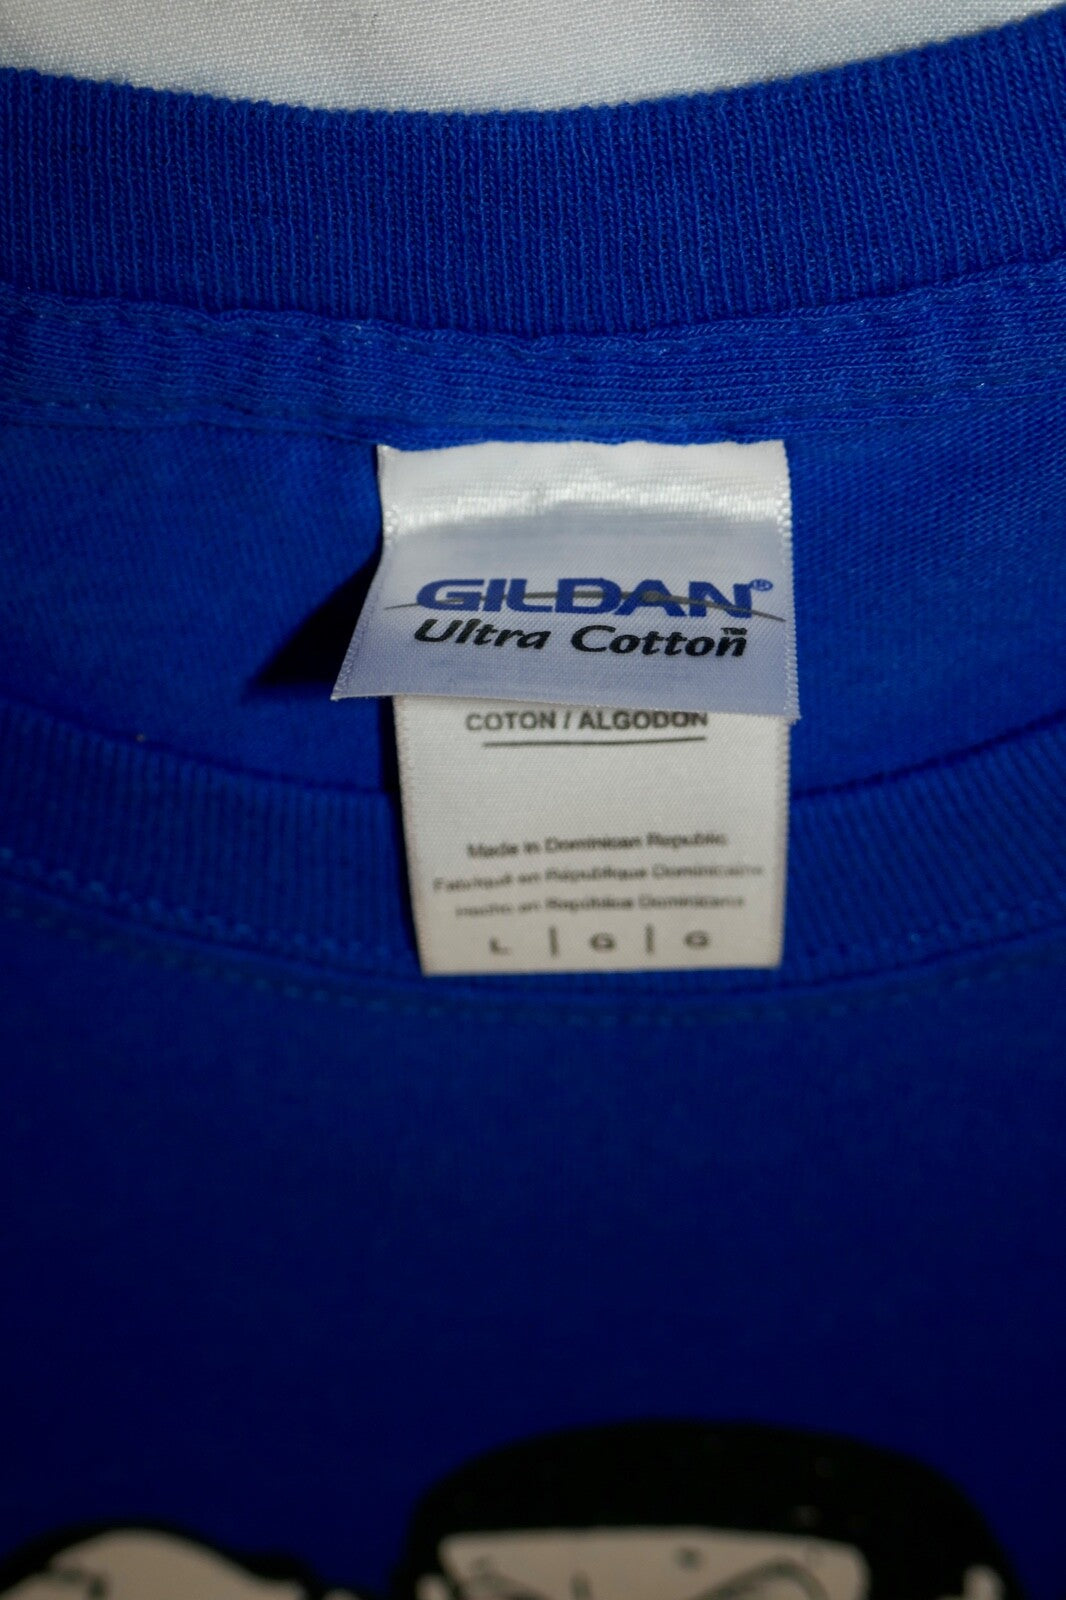 GILDAN®
Ultra Cotton™
COTON / ALGODON
Made in Dominican Republic
Fabriqué en République Dominicaine
Hecho en República Dominicana
L | G | G